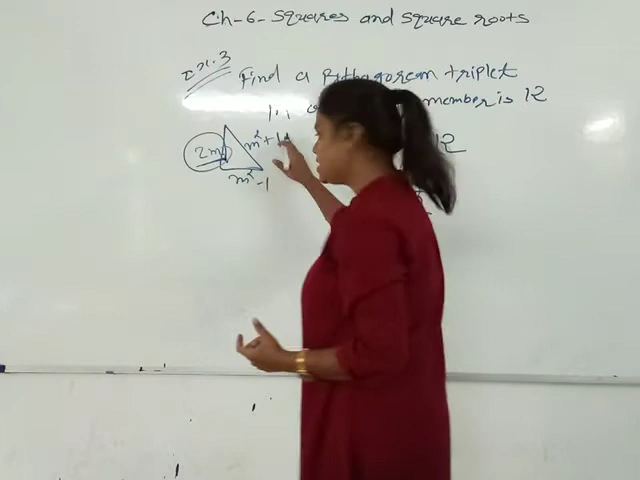 Ch-6-Squares and Square roots
Ex.3
Find a Pythagorean triplet
member is 12
2m
m²+1
12
m²-1